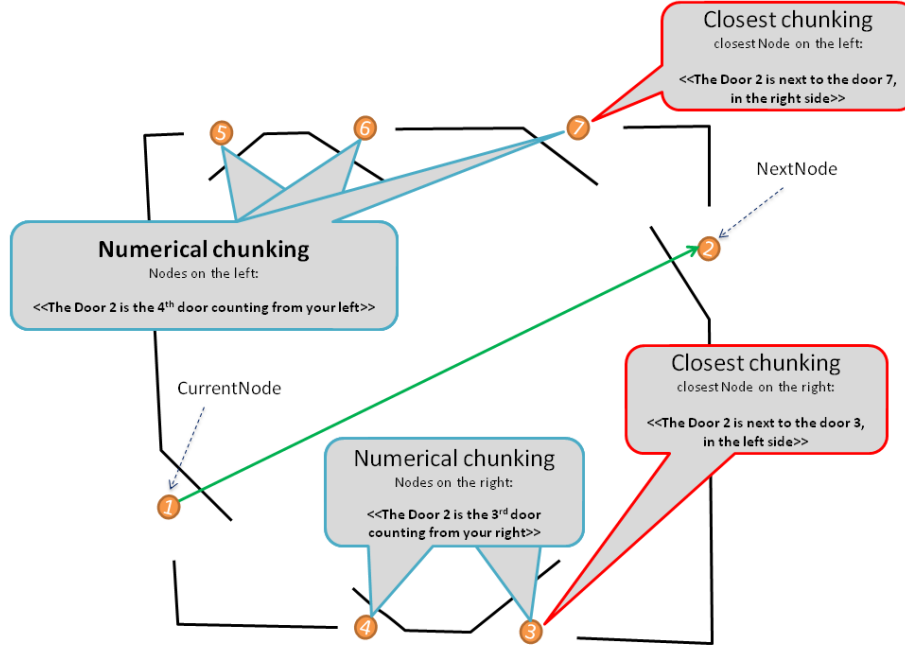 Closest chunking
closest Node on the left:
<<The Door 2 is next to the door 7,
in the right side>>
5
6
7
NextNode
2
Numerical chunking
Nodes on the left:
<<The Door 2 is the 4th door counting from your left>>
Closest chunking
closest Node on the right:
<<The Door 2 is next to the door 3,
in the left side>>
CurrentNode
1
Numerical chunking
Nodes on the right:
<<The Door 2 is the 3rd door
counting from your right>>
4
3